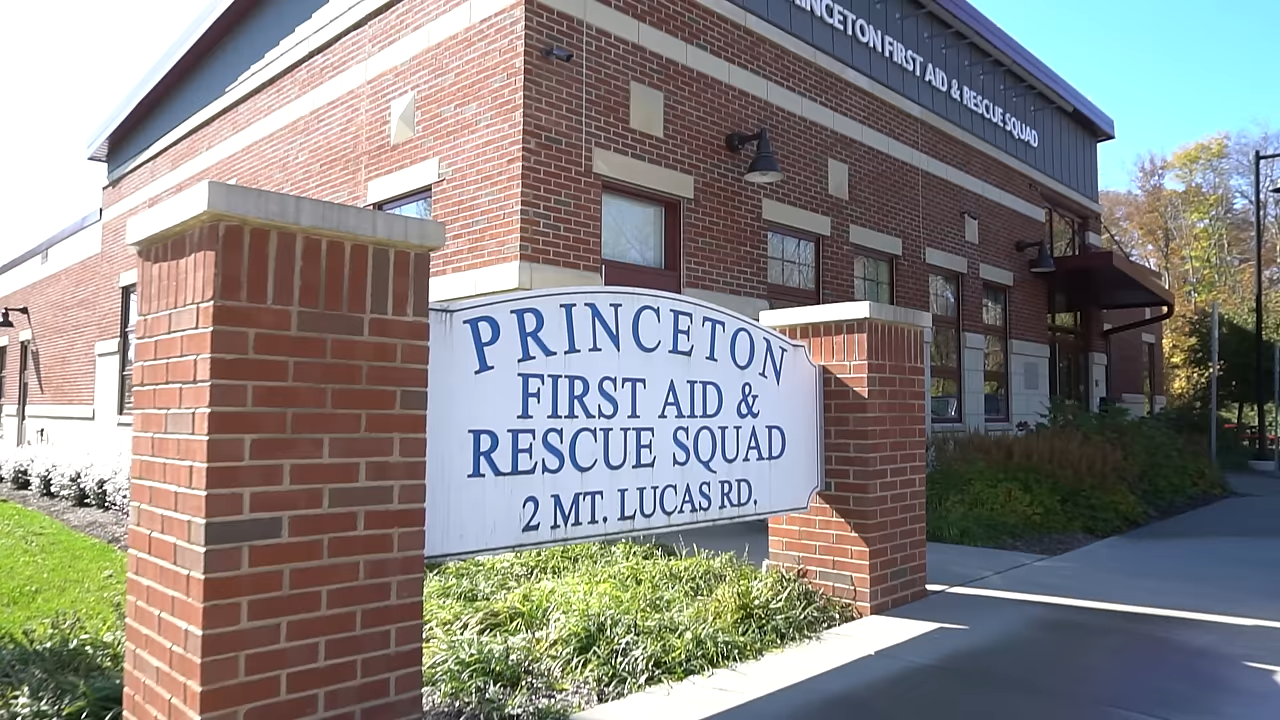 PRINCETON FIRST AID & RESCUE SQUAD
PRINCETON
FIRST AID &
RESCUE SQUAD
2 MT. LUCAS RD.